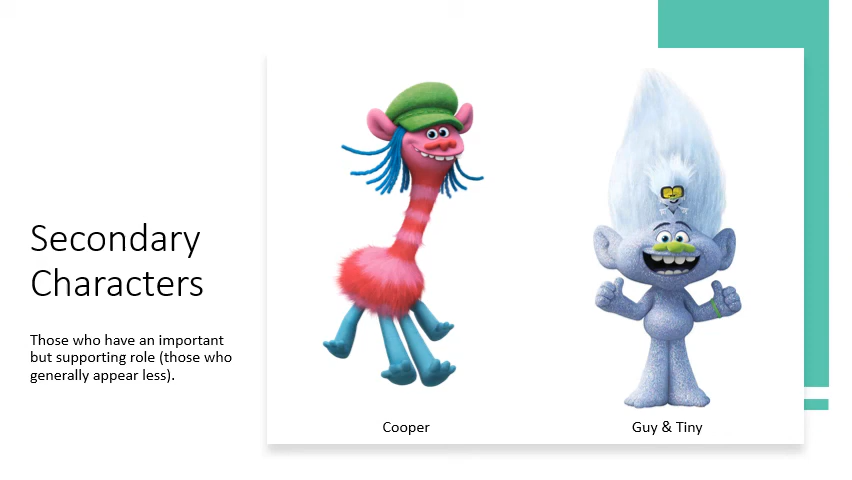 Secondary
Characters
Those who have an important
but supporting role (those who
generally appear less).
Cooper
Guy & Tiny